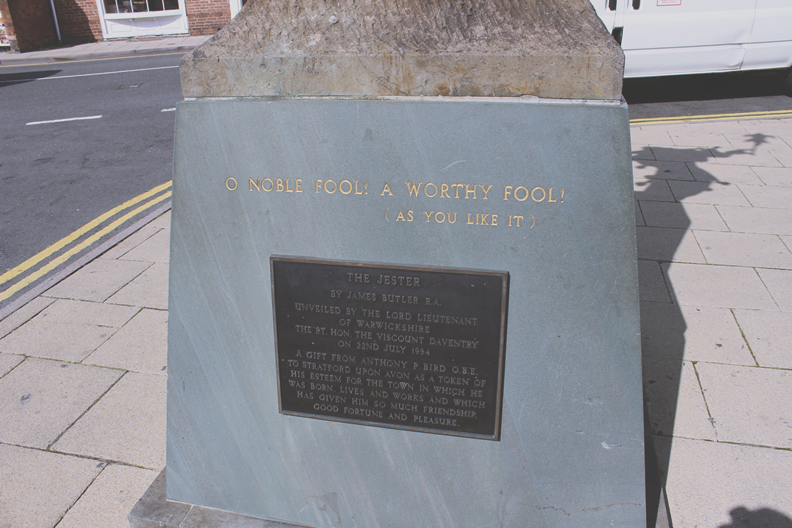 O NOBLE FOOL! A WORTHY FOOL!
(AS YOU LIKE IT)
THE JESTER
BY JAMES BUTLER R.A.
UNVEILED BY THE LORD LIEUTENANT
OF WARWICKSHIRE
THE RT. HON THE VISCOUNT DAVENTRY
ON 22ND JULY 1994
A GIFT FROM ANTHONY P BIRD O.B.E.
TO STRATFORD UPON AVON AS A TOKEN OF
HIS ESTEEM FOR THE TOWN IN WHICH HE
WAS BORN, LIVES AND WORKS AND WHICH
HAS GIVEN HIM SO MUCH FRIENDSHIP,
GOOD FORTUNE AND PLEASURE.